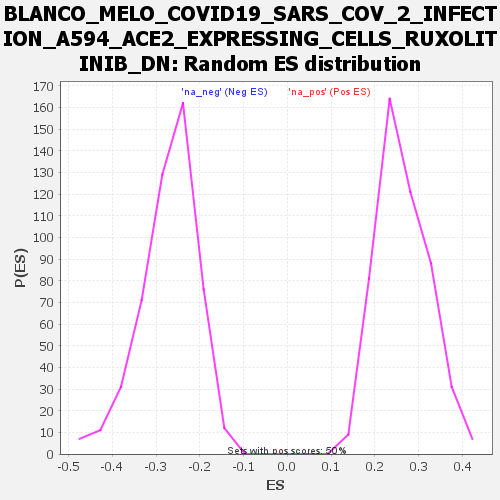 BLANCO_MELO_COVID19_SARS_COV_2_INFECT
ION_A594_ACE2_EXPRESSING_CELLS_RUXOLIT
INIB_DN: Random ES distribution
'na_neg' (Neg ES) 'na_pos' (Pos ES)
170
160
150
140
130
120
110
100
90
80
70
60
50
40
30
20
10
0
P(ES)
Sets with pos scores: 50%
-0.5 -0.4 -0.3 -0.2 -0.1 0.0 0.1 0.2 0.3 0.4
ES